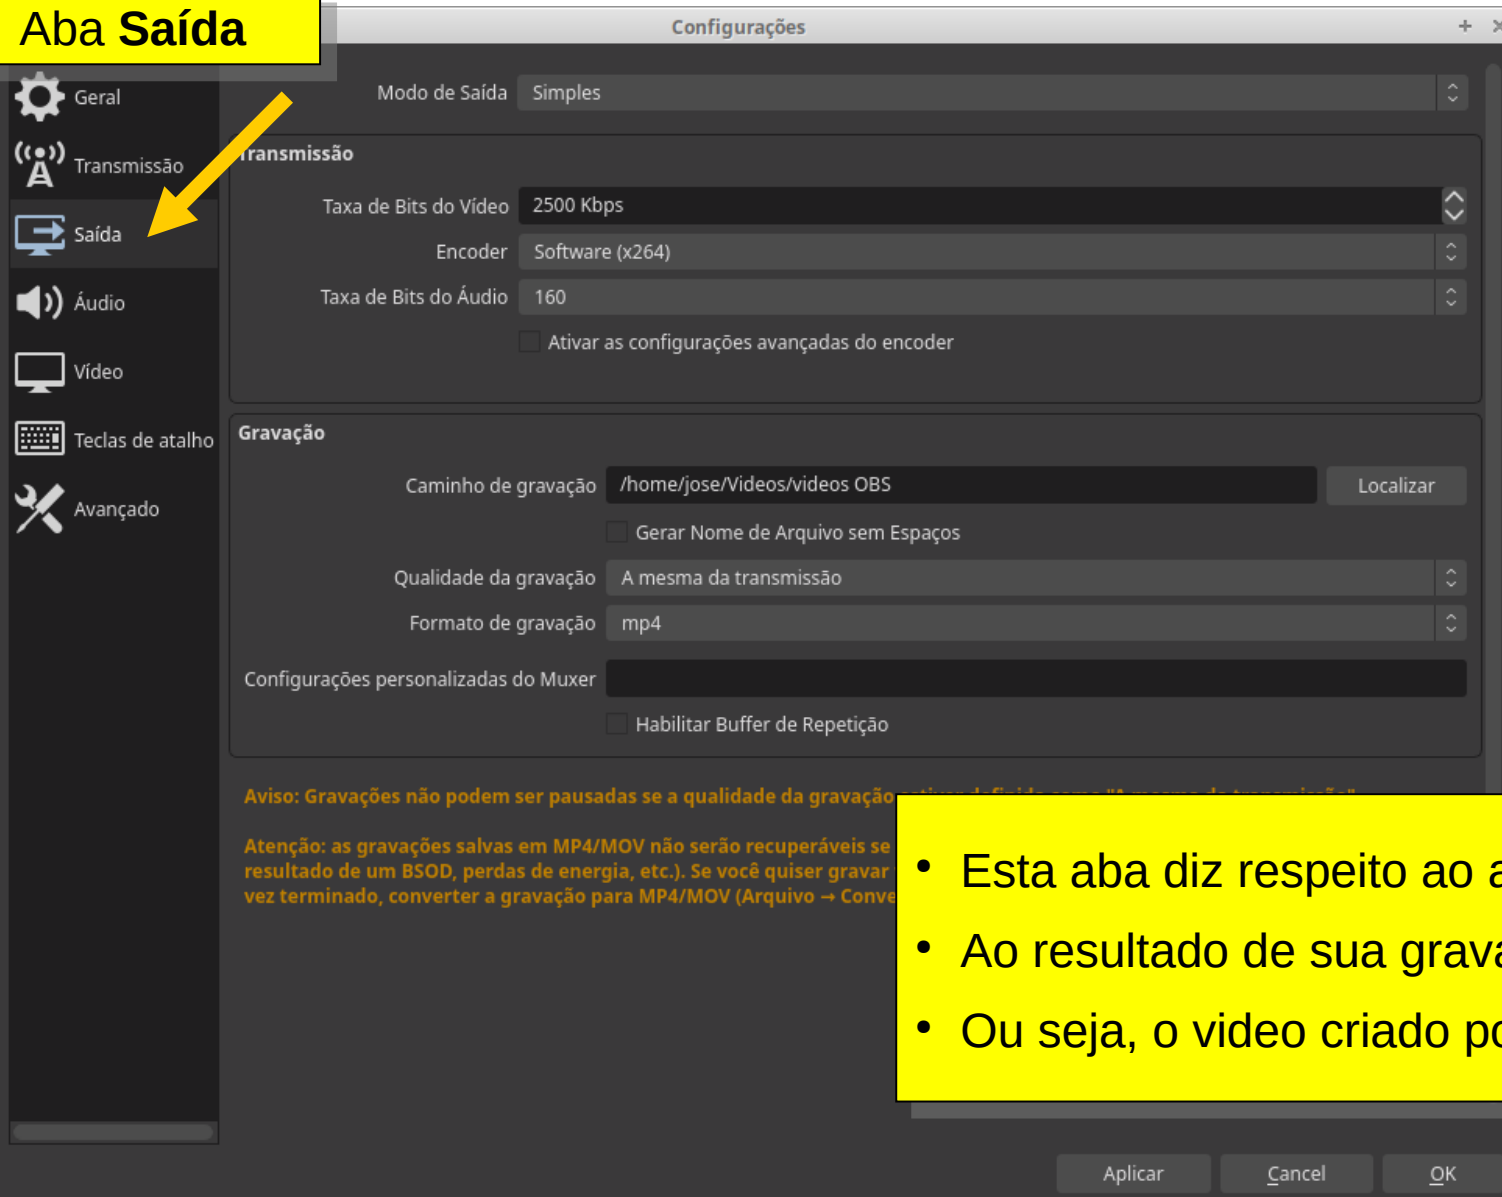 Aba Saída
Configurações
Geral
Transmissão
Saída
Áudio
Vídeo
Teclas de atalho
Avançado
Modo de Saída Simples
Transmissão
Taxa de Bits do Vídeo 2500 Kbps
Encoder Software (x264)
Taxa de Bits do Áudio 160
Ativar as configurações avançadas do encoder
Gravação
Caminho de gravação /home/jose/Videos/videos OBS Localizar
Gerar Nome de Arquivo sem Espaços
Qualidade da gravação A mesma da transmissão
Formato de gravação mp4
Configurações personalizadas do Muxer
Habilitar Buffer de Repetição
Aviso: Gravações não podem ser pausadas se a qualidade da gravação
Atenção: as gravações salvas em MP4/MOV não serão recuperáveis se
resultado de um BSOD, perdas de energia, etc.). Se você quiser gravar
vez terminado, converter a gravação para MP4/MOV (Arquivo → Conve
• Esta aba diz respeito ao a
• Ao resultado de sua grava
• Ou seja, o video criado po
Aplicar Cancel OK